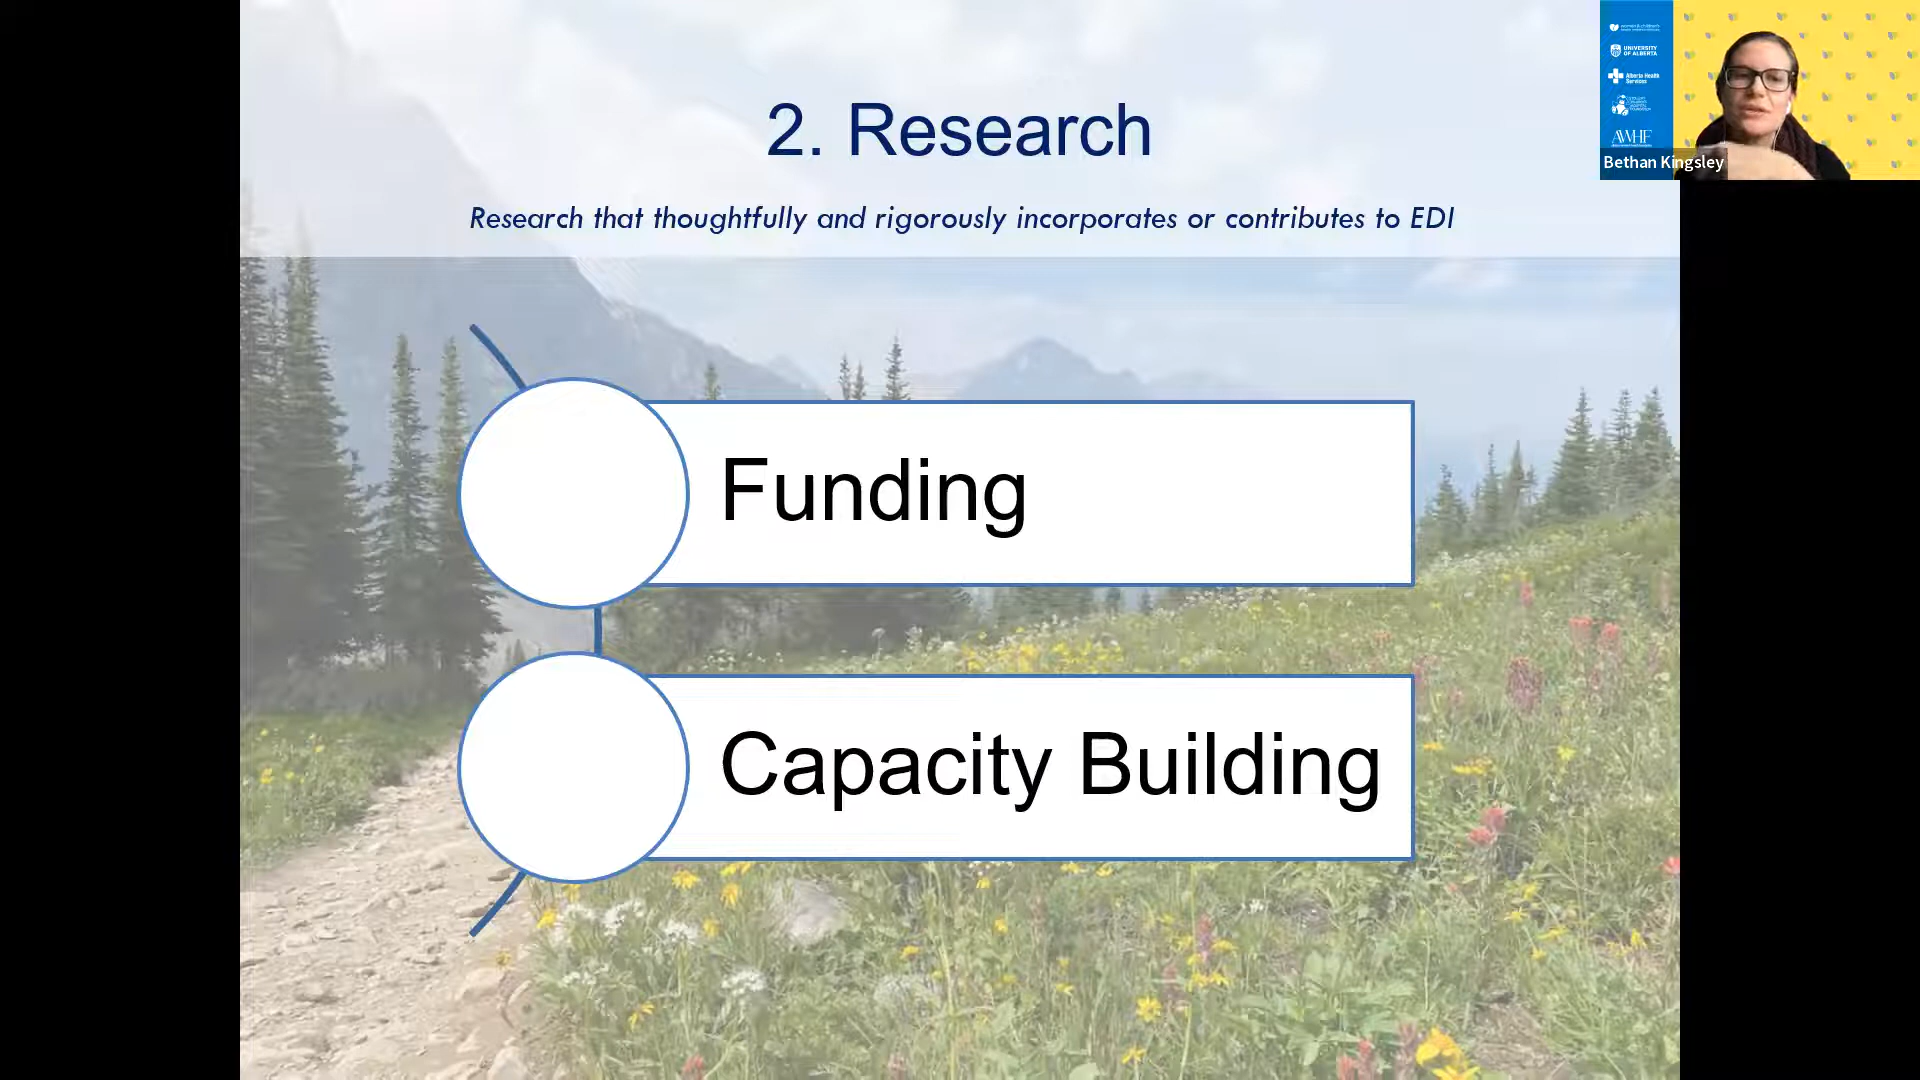 2. Research
Research that thoughtfully and rigorously incorporates or contributes to EDI
Funding
Capacity Building
UNIVERSITY
OF ALBERTA
Alberta Health
Services
AWHF
Bethan Kingsley